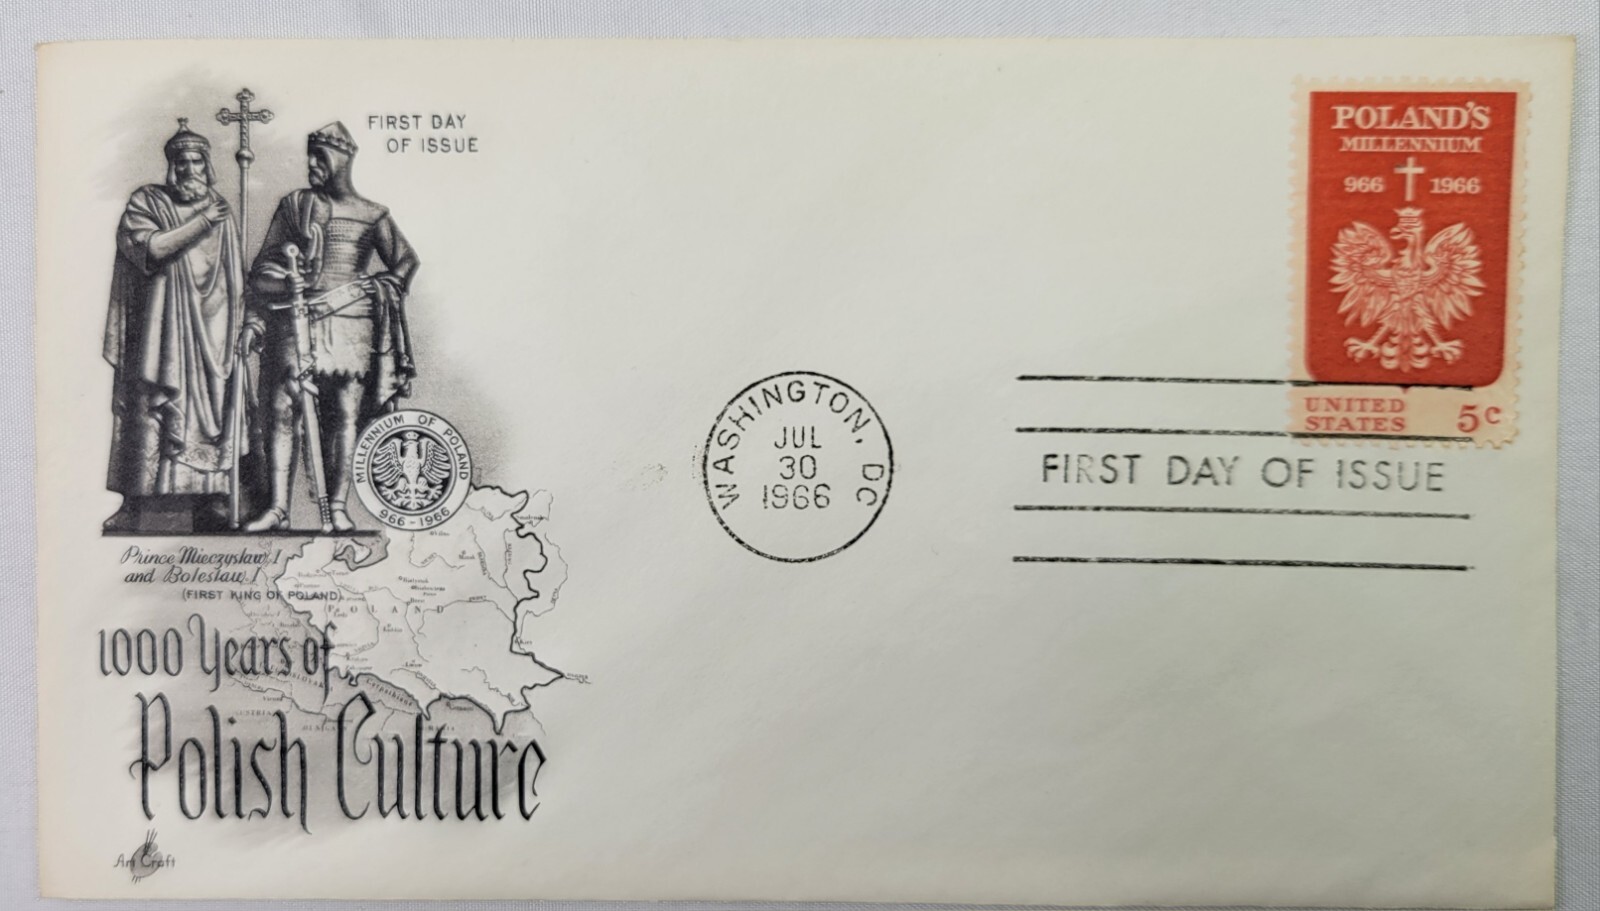 FIRST DAY
OF ISSUE
POLAND'S
MILLENNIUM
966 1966
UNITED
STATES
5c
MILLENNIUM OF POLAND
966-1966
WASHINGTON, DC
JUL
30
1966
FIRST DAY OF ISSUE
Prince Mieczyslaw I
and Boleslaw I
(FIRST KING OF POLAND)
POLAND
Carpathians
1000 Years of
Polish Culture
Art Craft